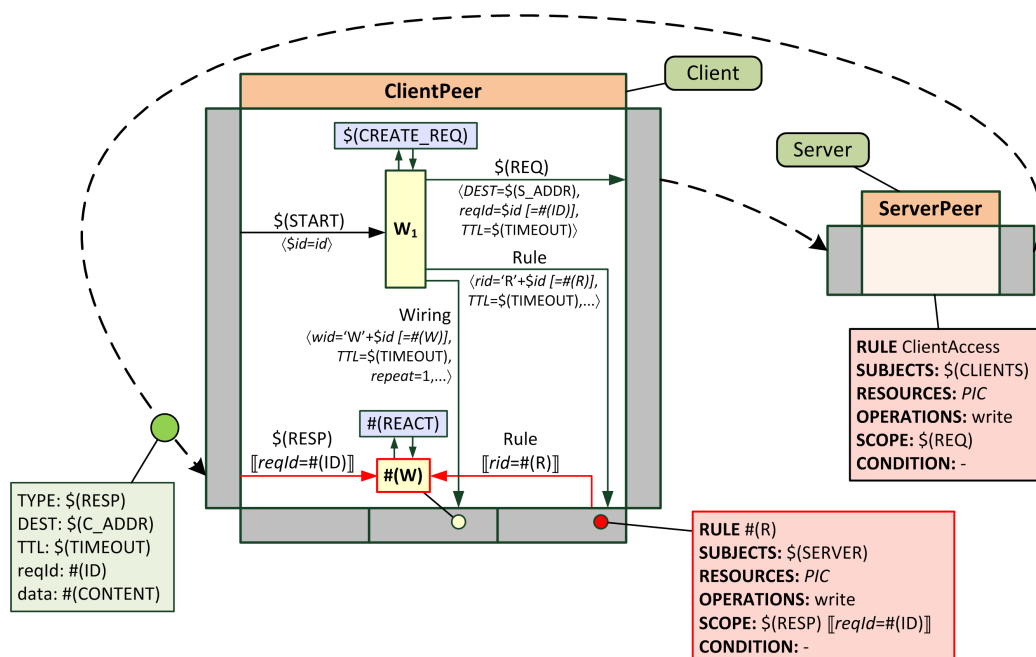 Client
ClientPeer
$(CREATE_REQ)
Server
$(REQ)
⟨DEST=$(S_ADDR),
reqId=$id [=#(ID)],
TTL=$(TIMEOUT)⟩
ServerPeer
$(START)
⟨$id=id⟩
W₁
Rule
⟨rid=‘R’+$id [=#(R)],
TTL=$(TIMEOUT),...⟩
Wiring
⟨wid=‘W’+$id [=#(W)],
TTL=$(TIMEOUT),
repeat=1,...⟩
RULE ClientAccess
SUBJECTS: $(CLIENTS)
RESOURCES: PIC
OPERATIONS: write
SCOPE: $(REQ)
CONDITION: -
#(REACT)
$(RESP)
⟦reqId=#(ID)⟧
#(W)
Rule
⟦rid=#(R)⟧
TYPE: $(RESP)
DEST: $(C_ADDR)
TTL: $(TIMEOUT)
reqId: #(ID)
data: #(CONTENT)
RULE #(R)
SUBJECTS: $(SERVER)
RESOURCES: PIC
OPERATIONS: write
SCOPE: $(RESP) ⟦reqId=#(ID)⟧
CONDITION: -